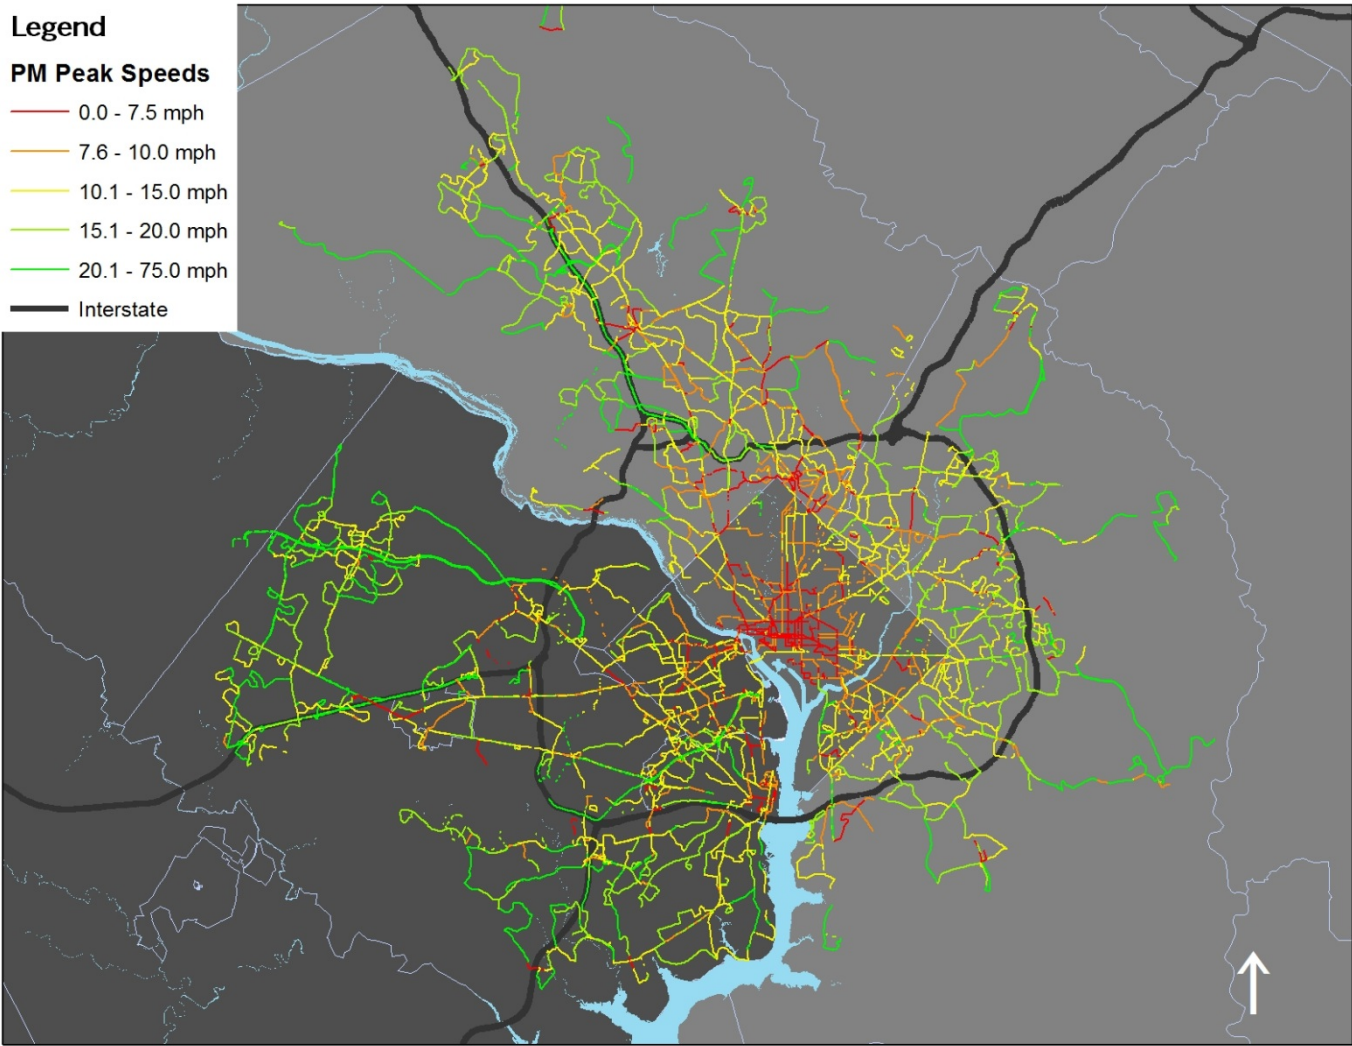 Legend
PM Peak Speeds
0.0 - 7.5 mph
7.6 - 10.0 mph
10.1 - 15.0 mph
15.1 - 20.0 mph
20.1 - 75.0 mph
Interstate